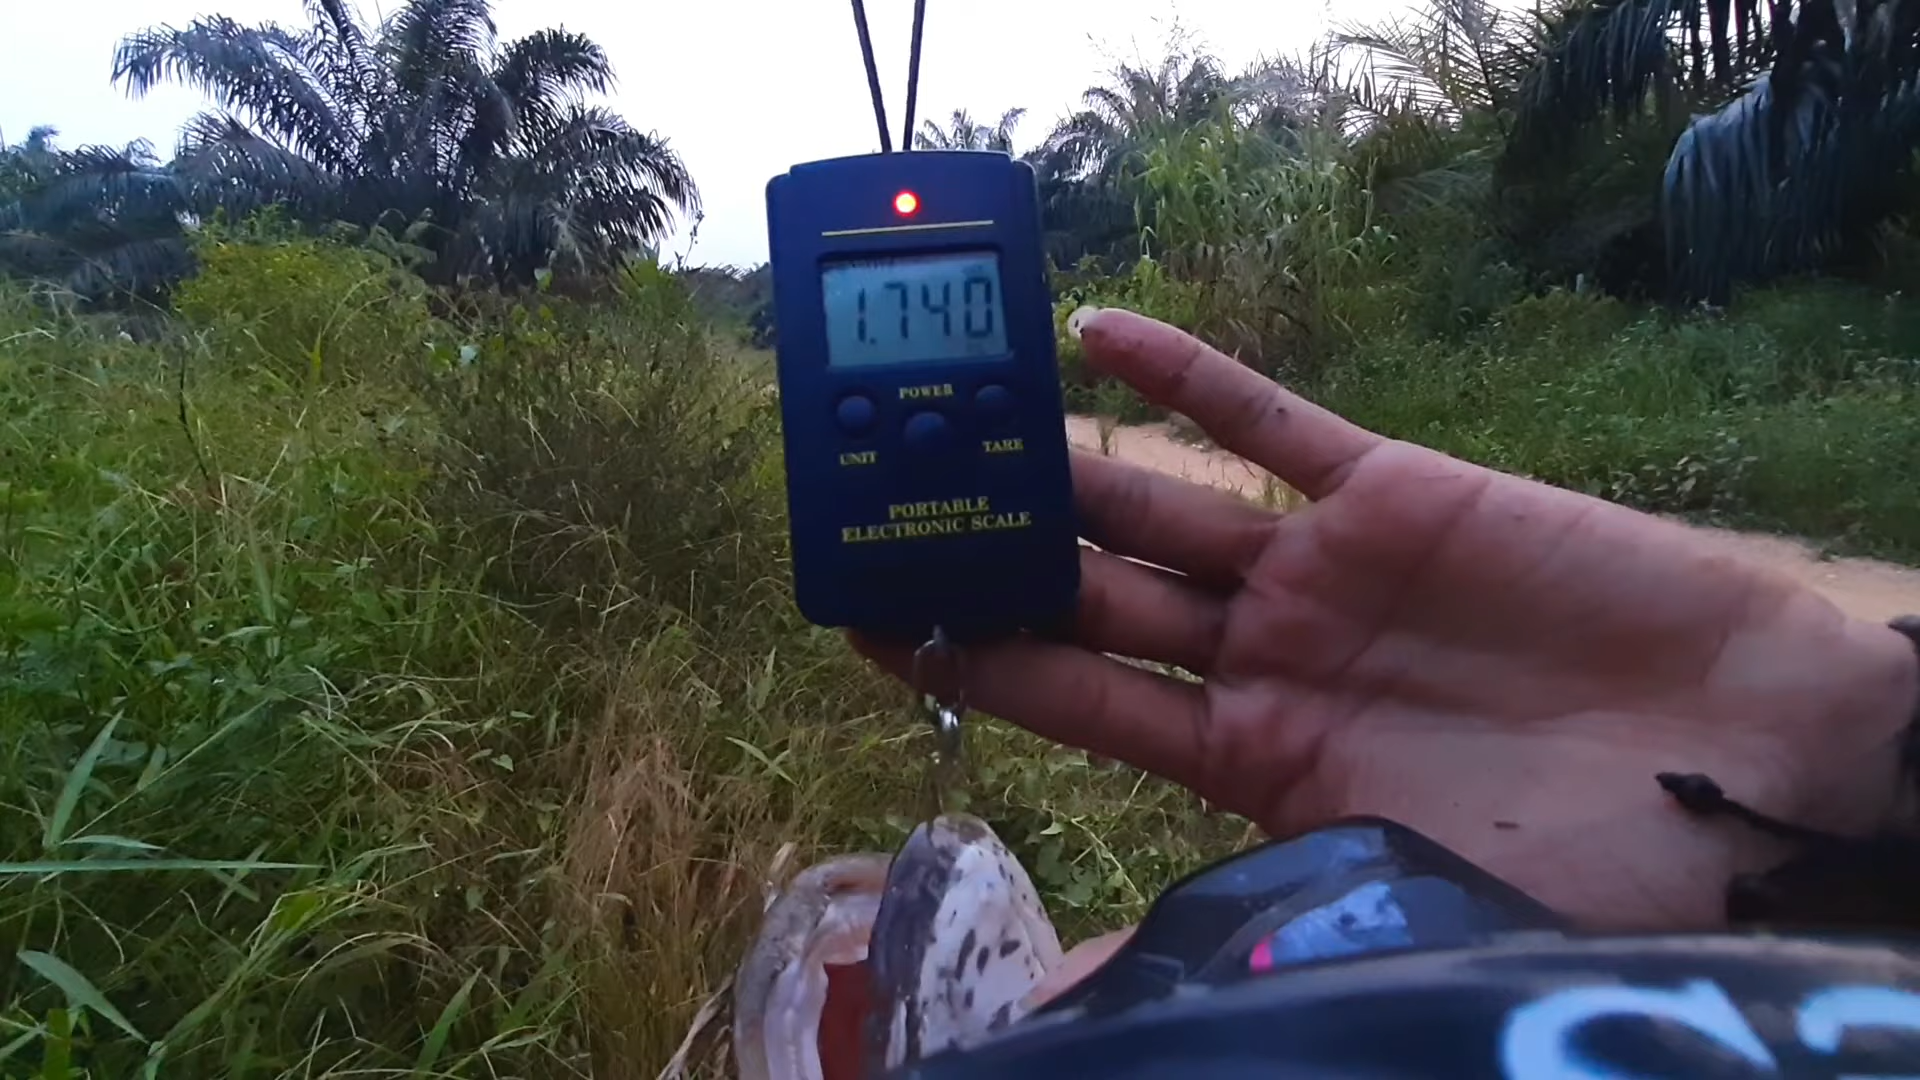 1.740
POWER
UNIT
TARE
PORTABLE
ELECTRONIC SCALE